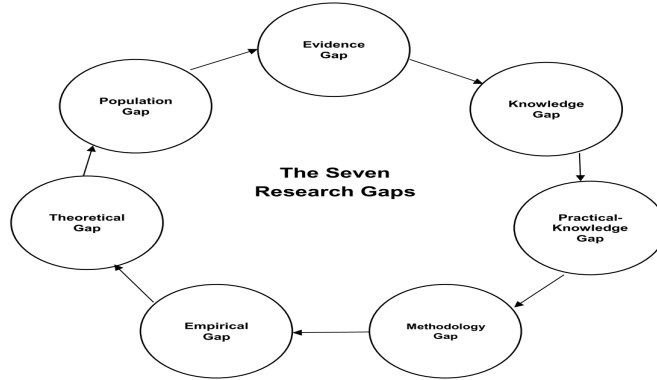 Evidence
Gap
Population
Gap
Knowledge
Gap
The Seven
Research Gaps
Theoretical
Gap
Practical-
Knowledge
Gap
Empirical
Gap
Methodology
Gap